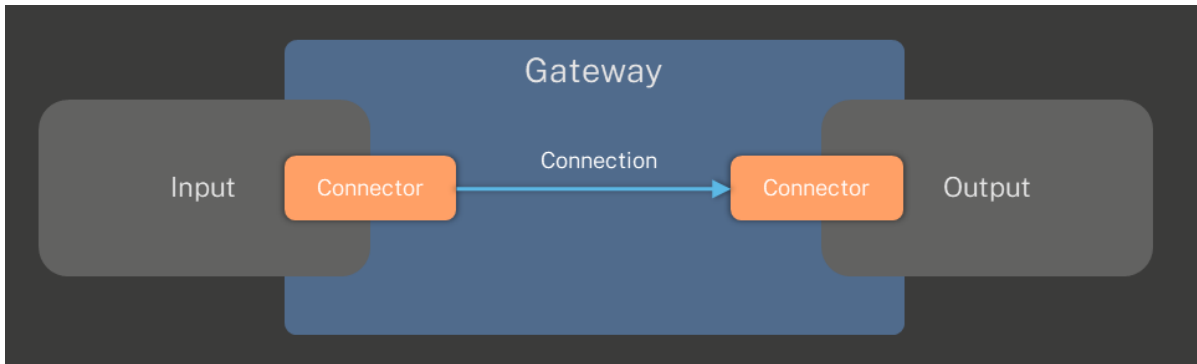 Gateway
Connection
Input
Connector
Connector
Output